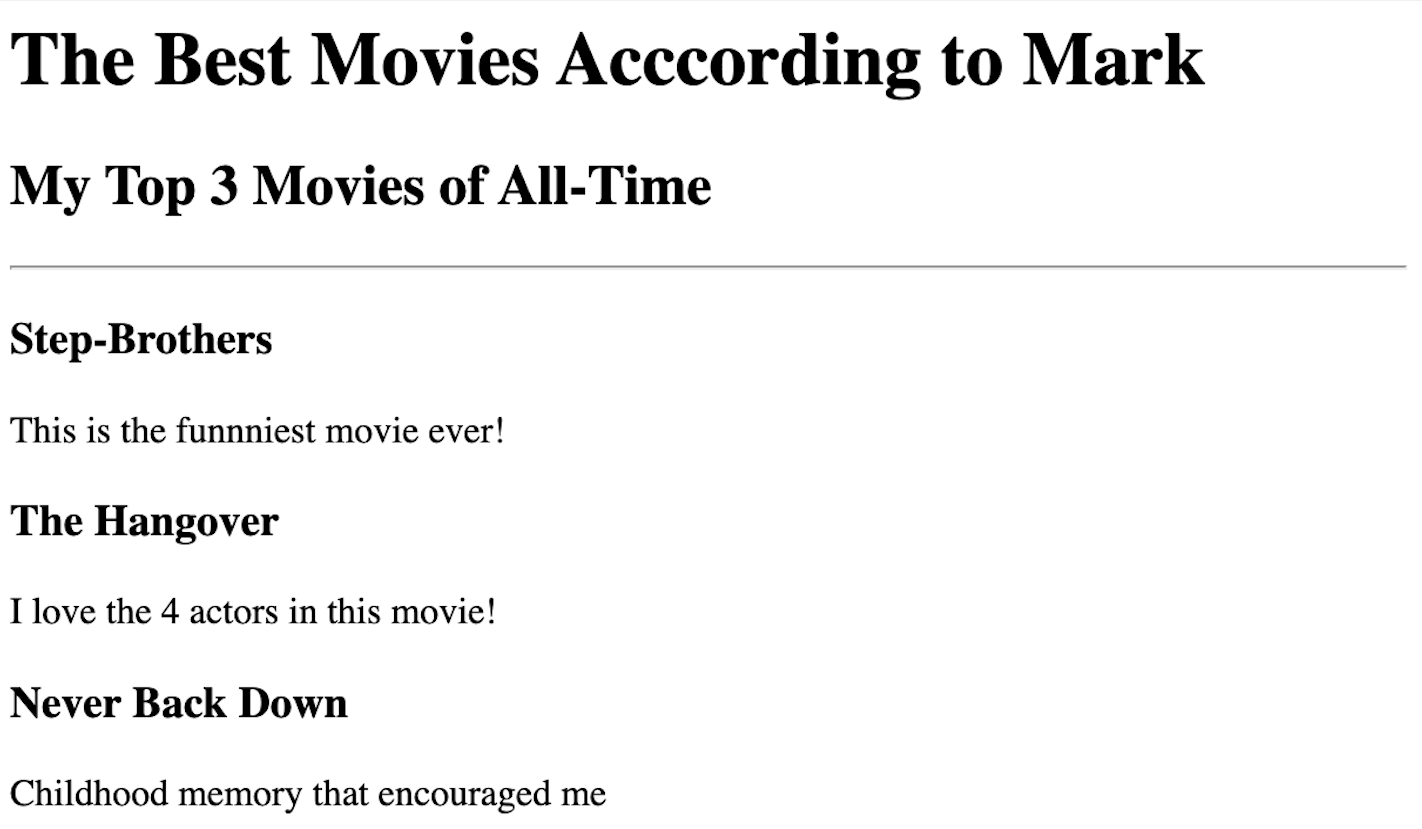 The Best Movies Acccording to Mark
My Top 3 Movies of All-Time
Step-Brothers
This is the funnniest movie ever!
The Hangover
I love the 4 actors in this movie!
Never Back Down
Childhood memory that encouraged me